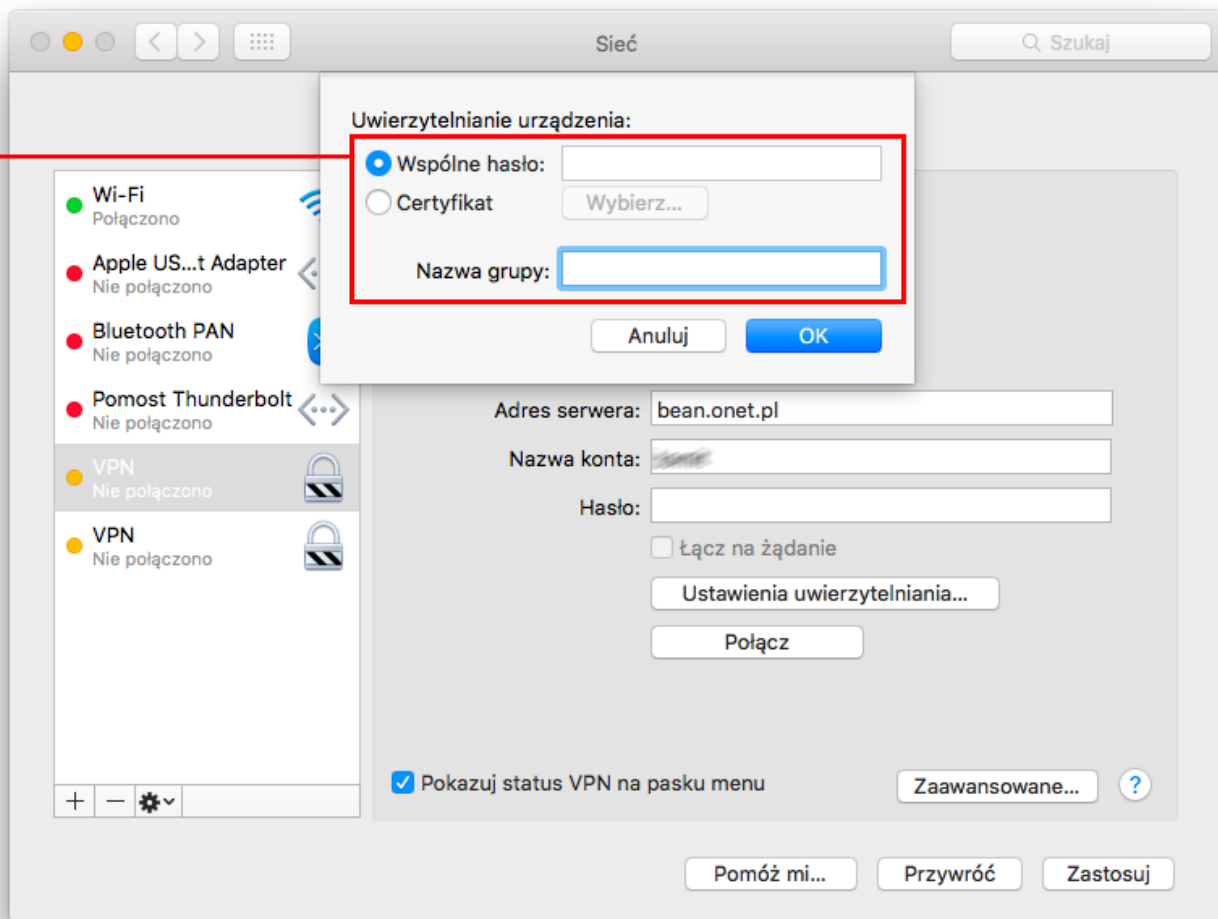 Sieć
Szukaj
Uwierzytelnianie urządzenia:
Wspólne hasło:
Certyfikat
Wybierz...
Nazwa grupy:
Anuluj
OK
Wi-Fi
Połączono
Apple US...t Adapter
Nie połączono
Bluetooth PAN
Nie połączono
Pomost Thunderbolt
Nie połączono
VPN
Nie połączono
VPN
Nie połączono
Adres serwera: bean.onet.pl
Nazwa konta:
Hasło:
Łącz na żądanie
Ustawienia uwierzytelniania...
Połącz
Pokazuj status VPN na pasku menu
Zaawansowane...
?
Pomóż mi...
Przywróć
Zastosuj